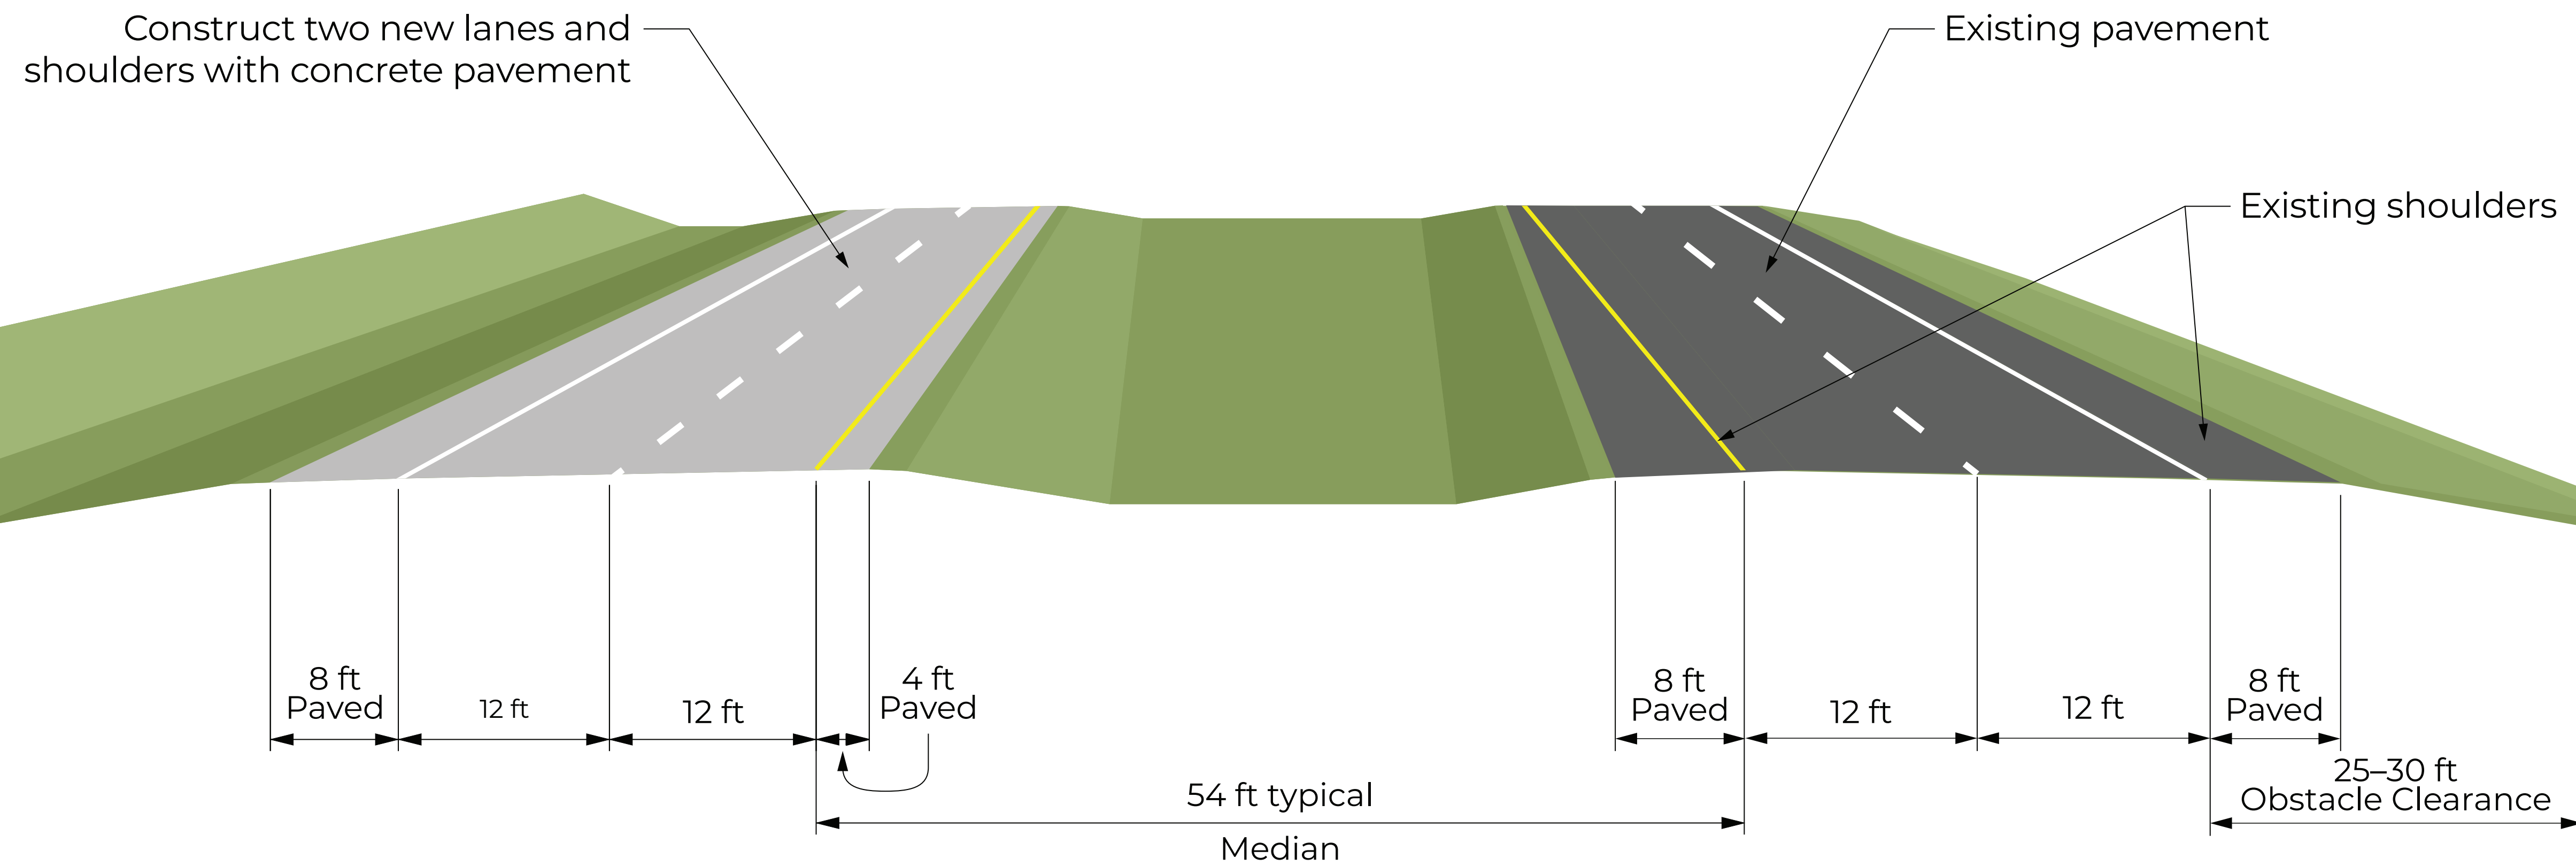 Construct two new lanes and
shoulders with concrete pavement
Existing pavement
Existing shoulders
8 ft
Paved
12 ft
12 ft
4 ft
Paved
8 ft
Paved
12 ft
12 ft
8 ft
Paved
54 ft typical
Median
25–30 ft
Obstacle Clearance